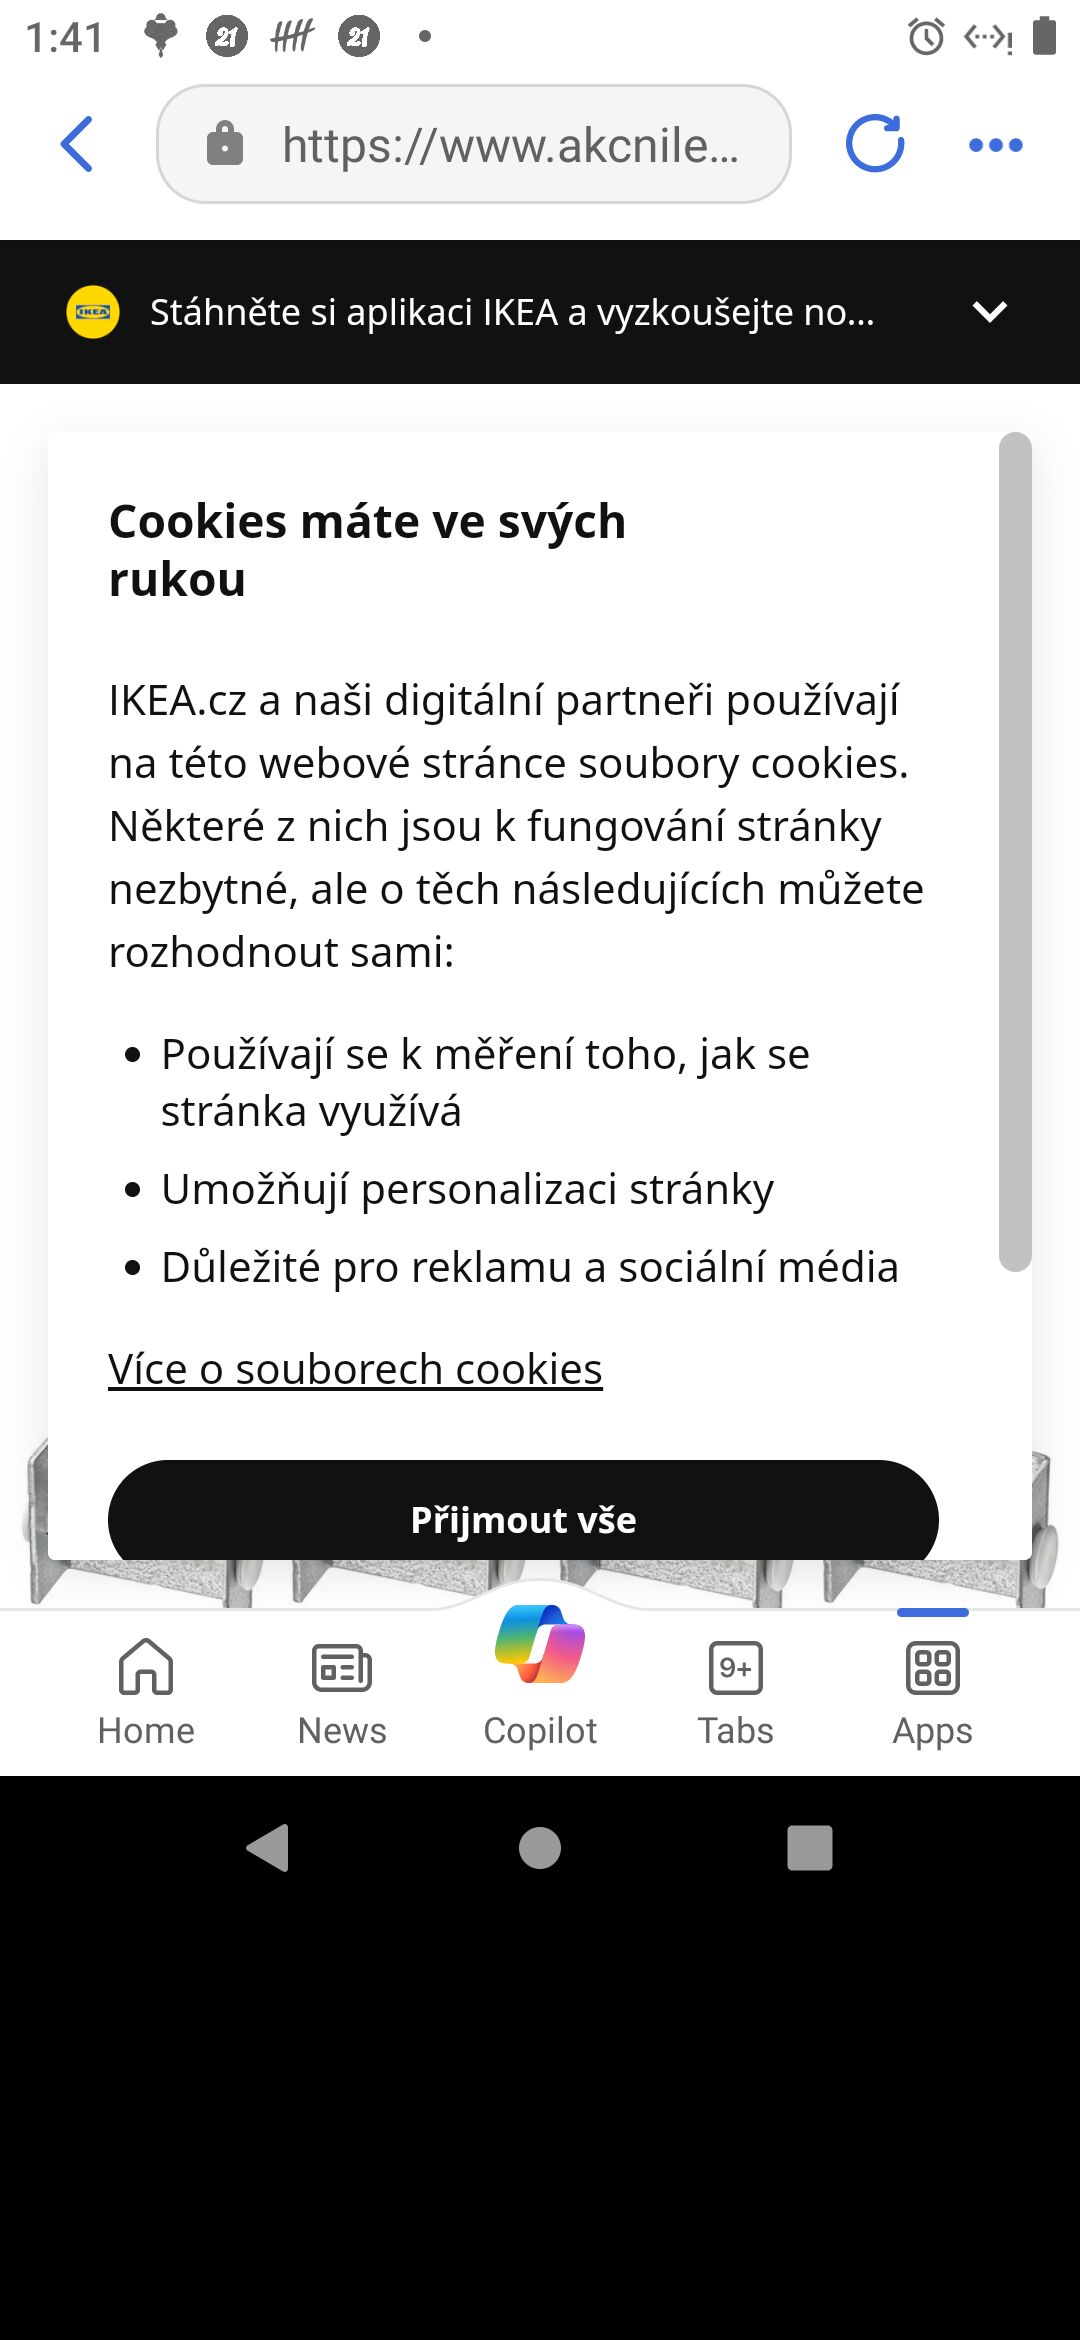 1:41
21
21
https://www.akcnile...
IKEA
Stáhněte si aplikaci IKEA a vyzkoušejte no...
Cookies máte ve svých
rukou
IKEA.cz a naši digitální partneři používají
na této webové stránce soubory cookies.
Některé z nich jsou k fungování stránky
nezbytné, ale o těch následujících můžete
rozhodnout sami:
• Používají se k měření toho, jak se
stránka využívá
• Umožňují personalizaci stránky
• Důležité pro reklamu a sociální média
Více o souborech cookies
Přijmout vše
9+
Home
News
Copilot
Tabs
Apps